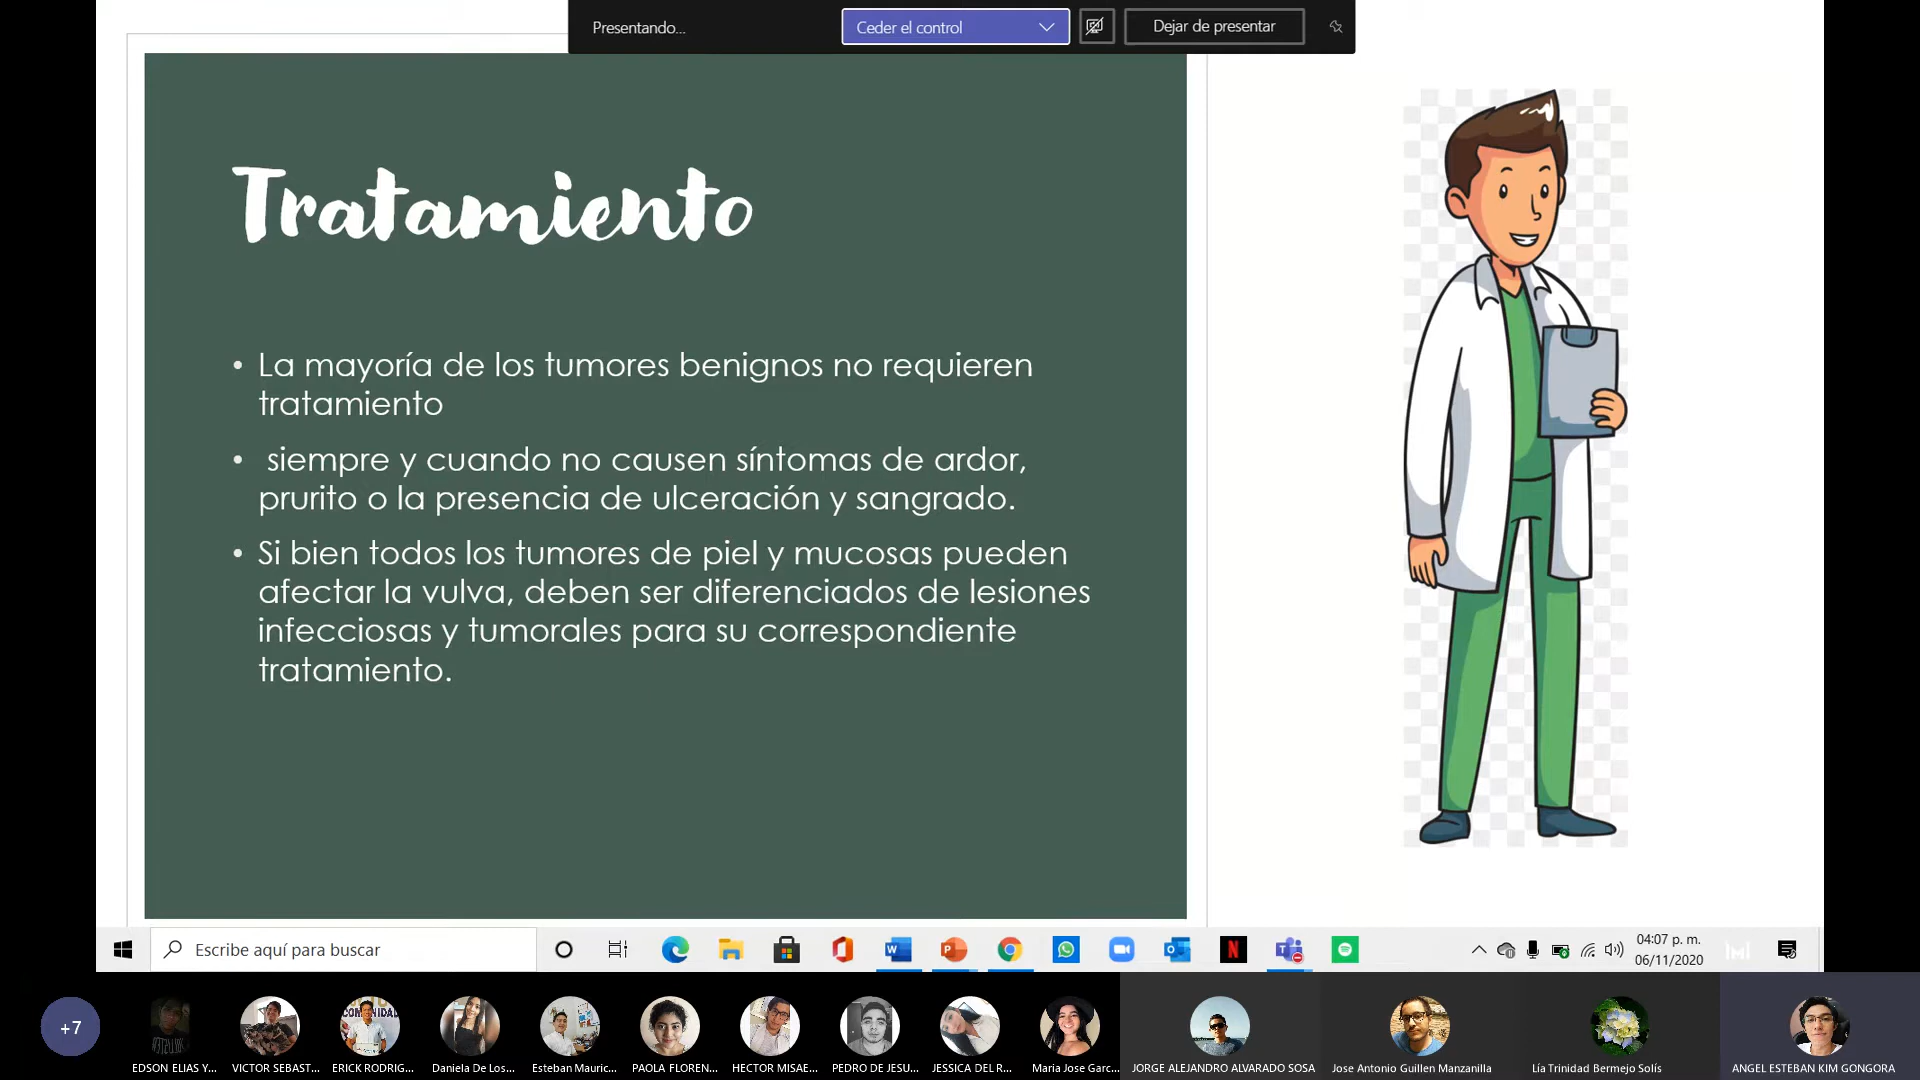 Presentando...
Ceder el control
Dejar de presentar
Tratamiento
• La mayoría de los tumores benignos no requieren
tratamiento
• siempre y cuando no causen síntomas de ardor,
prurito o la presencia de ulceración y sangrado.
• Si bien todos los tumores de piel y mucosas pueden
afectar la vulva, deben ser diferenciados de lesiones
infecciosas y tumorales para su correspondiente
tratamiento.
Escribe aquí para buscar
04:07 p. m.
06/11/2020
+7
EDSON ELIAS Y...
VICTOR SEBAST...
ERICK RODRIG...
Daniela De Los...
Esteban Mauric...
PAOLA FLOREN...
HECTOR MISAE...
PEDRO DE JESU...
JESSICA DEL R...
Maria Jose Garc...
JORGE ALEJANDRO ALVARADO SOSA
Jose Antonio Guillen Manzanilla
Lía Trinidad Bermejo Solís
ANGEL ESTEBAN KIM GONGORA